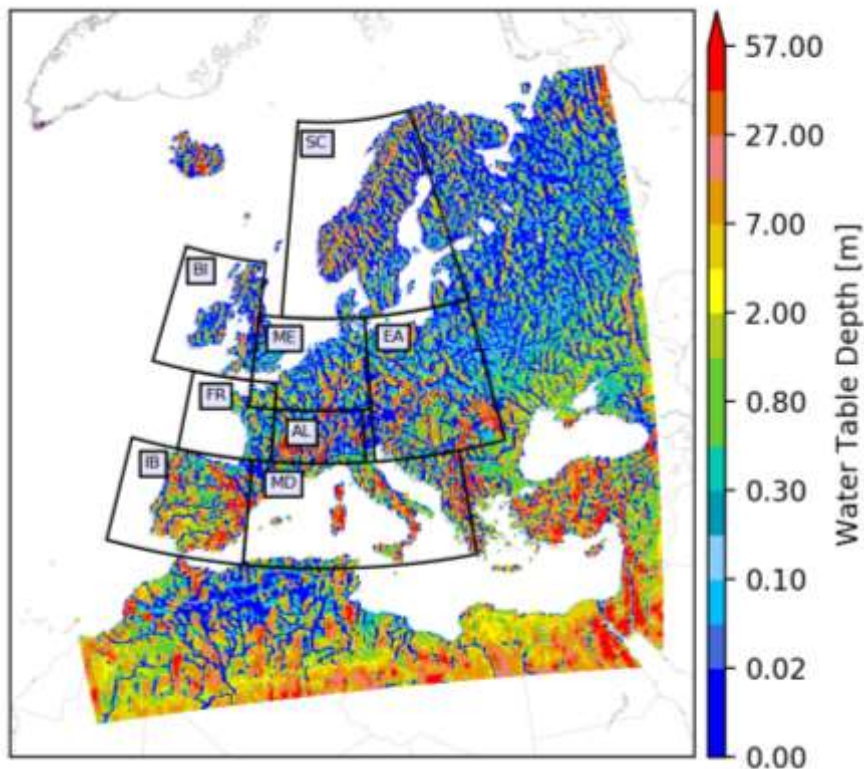 SC
BI
ME
EA
FR
AL
IB
MD
57.00
27.00
7.00
2.00
0.80
0.30
0.10
0.02
0.00
Water Table Depth [m]